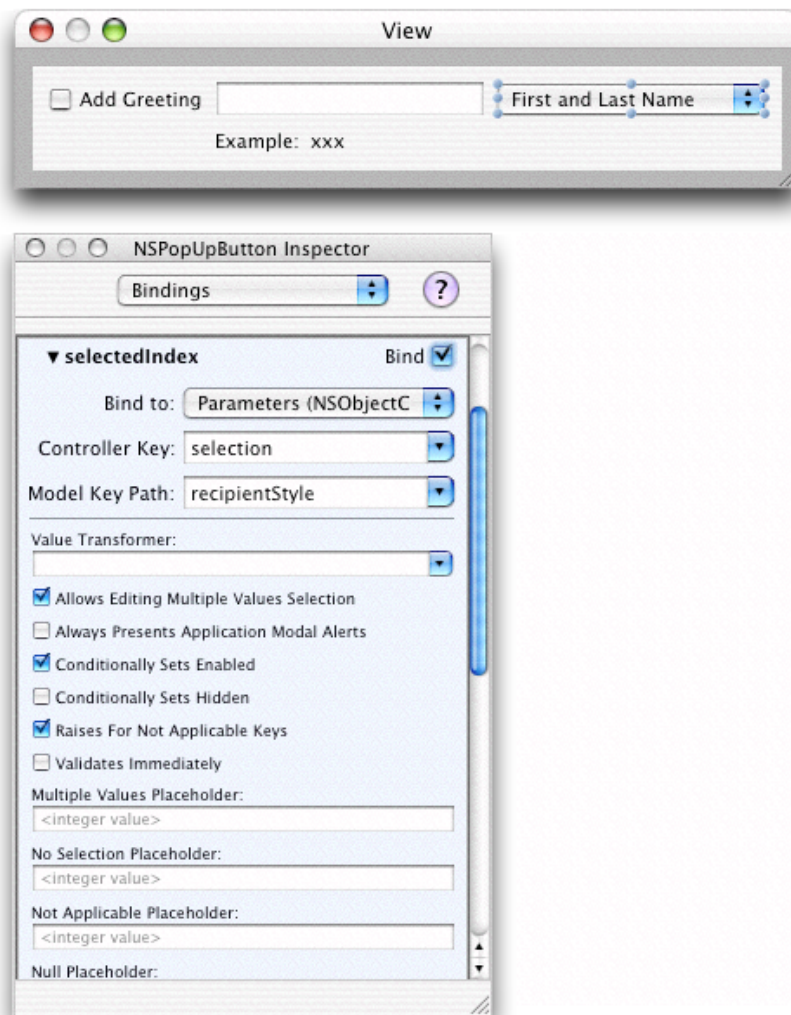 View
Add Greeting First and Last Name
Example: xxx
NSPopUpButton Inspector
Bindings ?
▼ selectedIndex Bind
Bind to: Parameters (NSObjectC
Controller Key: selection
Model Key Path: recipientStyle
Value Transformer:
Allows Editing Multiple Values Selection
Always Presents Application Modal Alerts
Conditionally Sets Enabled
Conditionally Sets Hidden
Raises For Not Applicable Keys
Validates Immediately
Multiple Values Placeholder:
<integer value>
No Selection Placeholder:
<integer value>
Not Applicable Placeholder:
<integer value>
Null Placeholder: